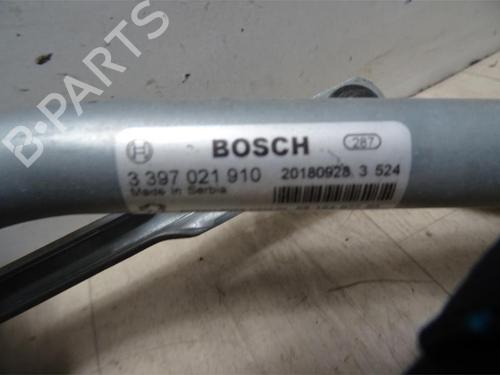 B-PARTS
BOSCH 287
3 397 021 910 20180928 3 524
Made in Serbia